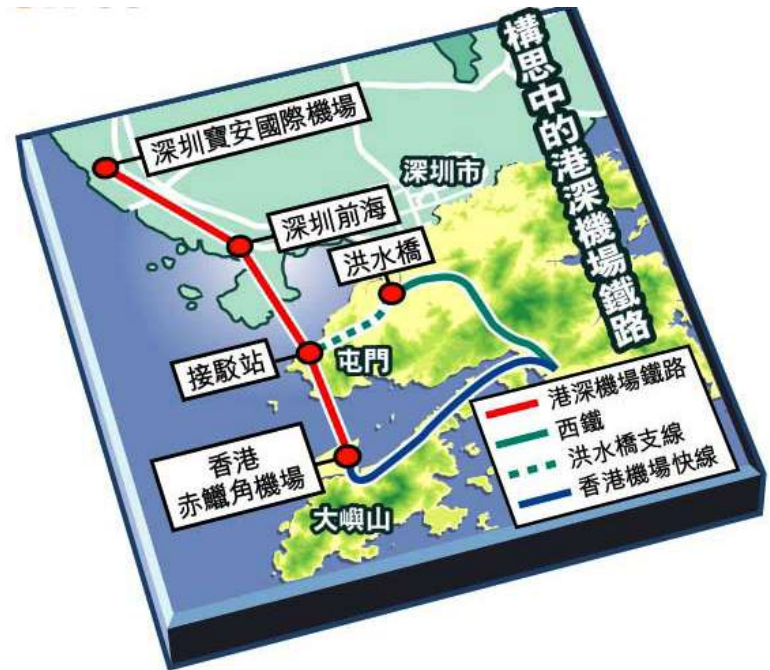 構思中的港深機場鐵路
深圳寶安國際機場
深圳市
深圳前海
洪水橋
接駁站
屯門
香港
赤鱲角機場
大嶼山
港深機場鐵路
西鐵
洪水橋支線
香港機場快線